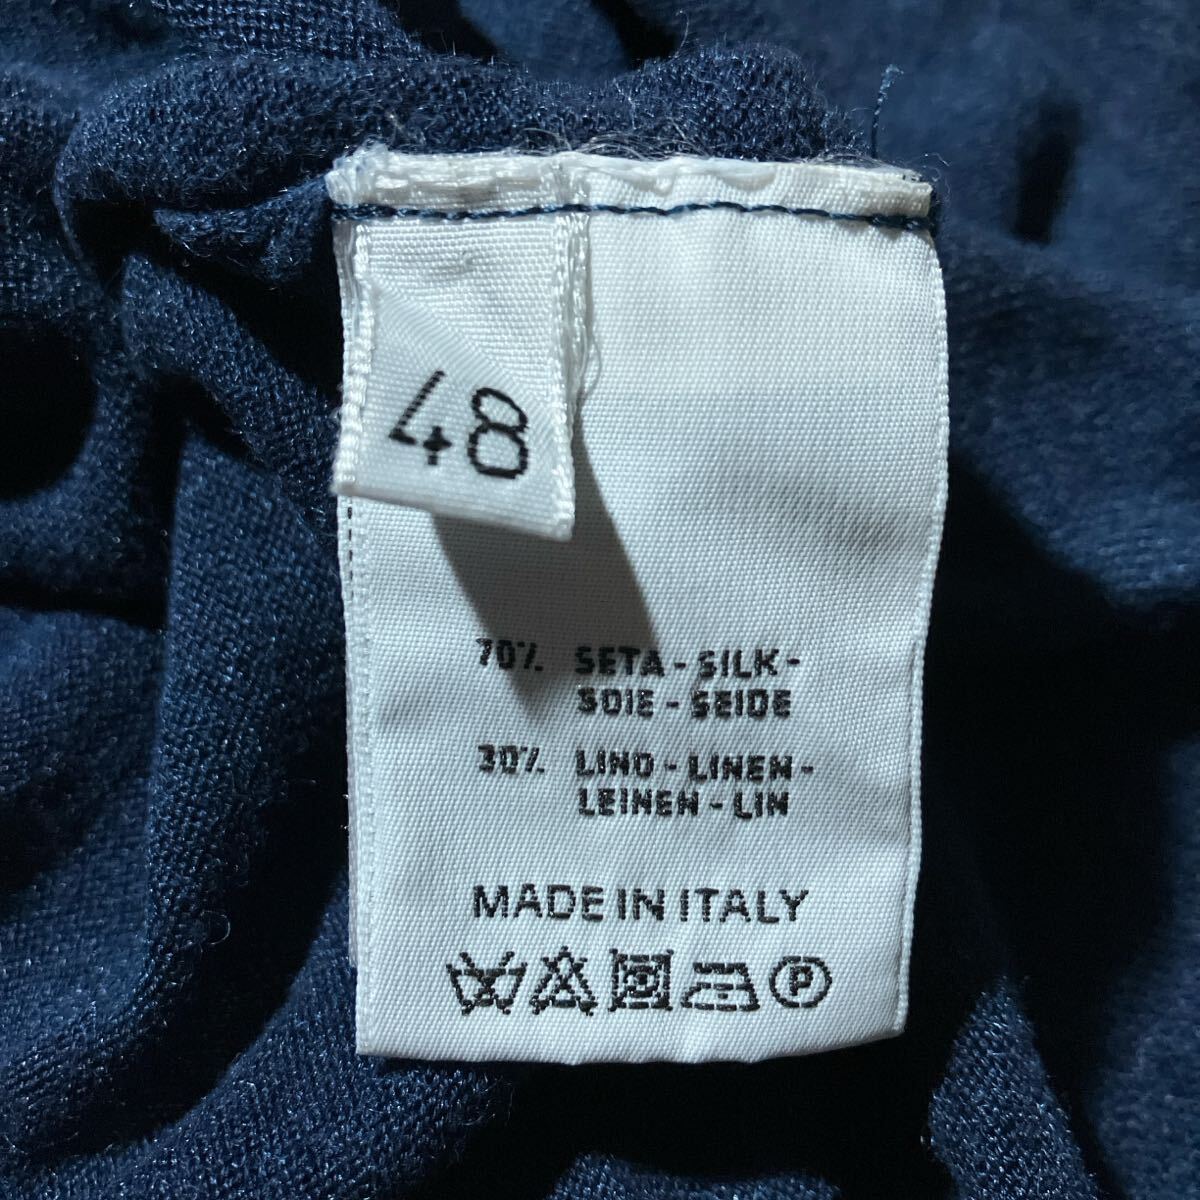 48
70% SETA - SILK -
SOIE - SEIDE
30% LINO - LINEN -
LEINEN - LIN
MADE IN ITALY
P